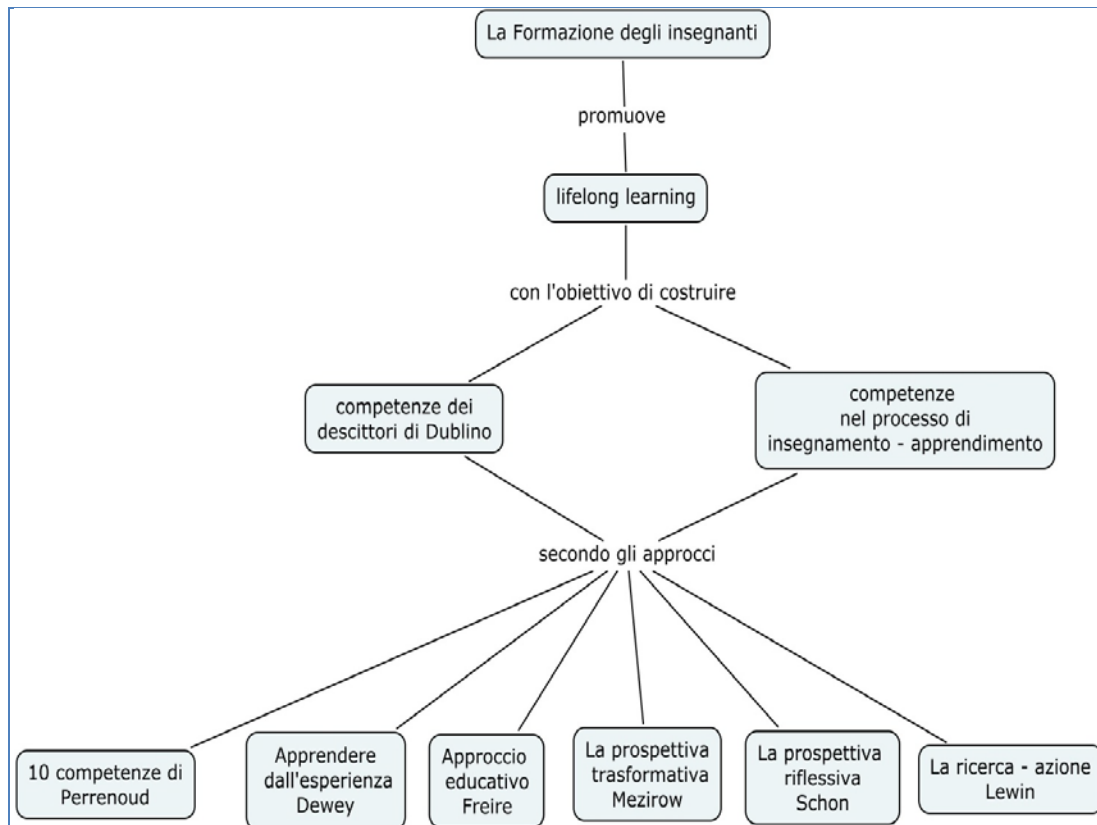 La Formazione degli insegnanti
promuove
lifelong learning
con l'obiettivo di costruire
competenze dei
descittori di Dublino
competenze
nel processo di
insegnamento - apprendimento
secondo gli approcci
10 competenze di
Perrenoud
Apprendere
dall'esperienza
Dewey
Approccio
educativo
Freire
La prospettiva
trasformativa
Mezirow
La prospettiva
riflessiva
Schon
La ricerca - azione
Lewin